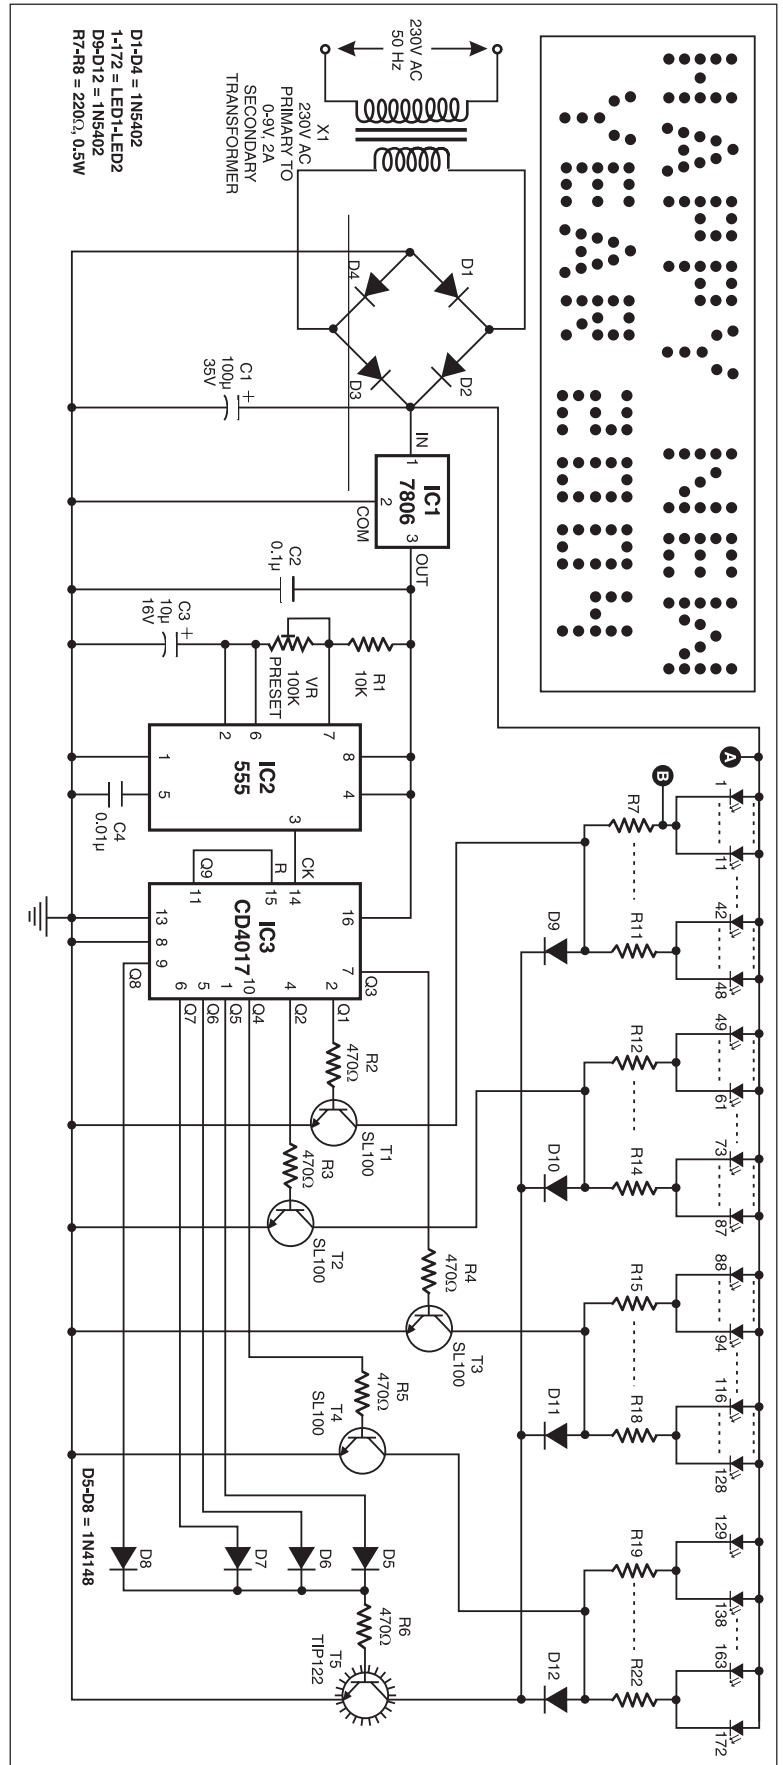 HAPPY NEW
YEAR 2004
A
B
1
11
42
48
49
61
73
87
88
94
116
128
129
138
163
172
R7
R11
R12
R14
R15
R18
R19
R22
D9
D10
D11
D12
230V AC
50 Hz
X1
230V AC
PRIMARY TO
0-9V, 2A
SECONDARY
TRANSFORMER
D1
D2
D3
D4
C1 +
100µ
35V
IN
1
IC1
7806
2
3
COM
OUT
C2
0.1µ
C3 +
10µ
16V
R1
10K
VR
100K
PRESET
7
6
2
8
4
IC2
555
1
5
3
C4
0.01µ
CK
R
Q9
14
15
11
16
IC3
CD4017
13
8
9
7
2
4
10
1
5
6
Q3
Q1
Q2
Q4
Q5
Q6
Q7
Q8
R2
470Ω
T1
SL100
R3
470Ω
T2
SL100
R4
470Ω
T3
SL100
R5
470Ω
T4
SL100
D5
D6
D7
D8
R6
470Ω
T5
TIP122
D5-D8 = 1N4148
D1-D4 = 1N5402
1-172 = LED1-LED2
D9-D12 = 1N5402
R7-R8 = 220Ω, 0.5W